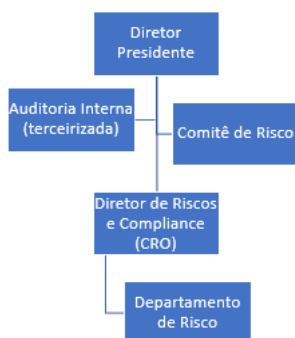 Diretor
Presidente
Auditoria Interna
(terceirizada)
Comitê de Risco
Diretor de Riscos
e Compliance
(CRO)
Departamento
de Risco